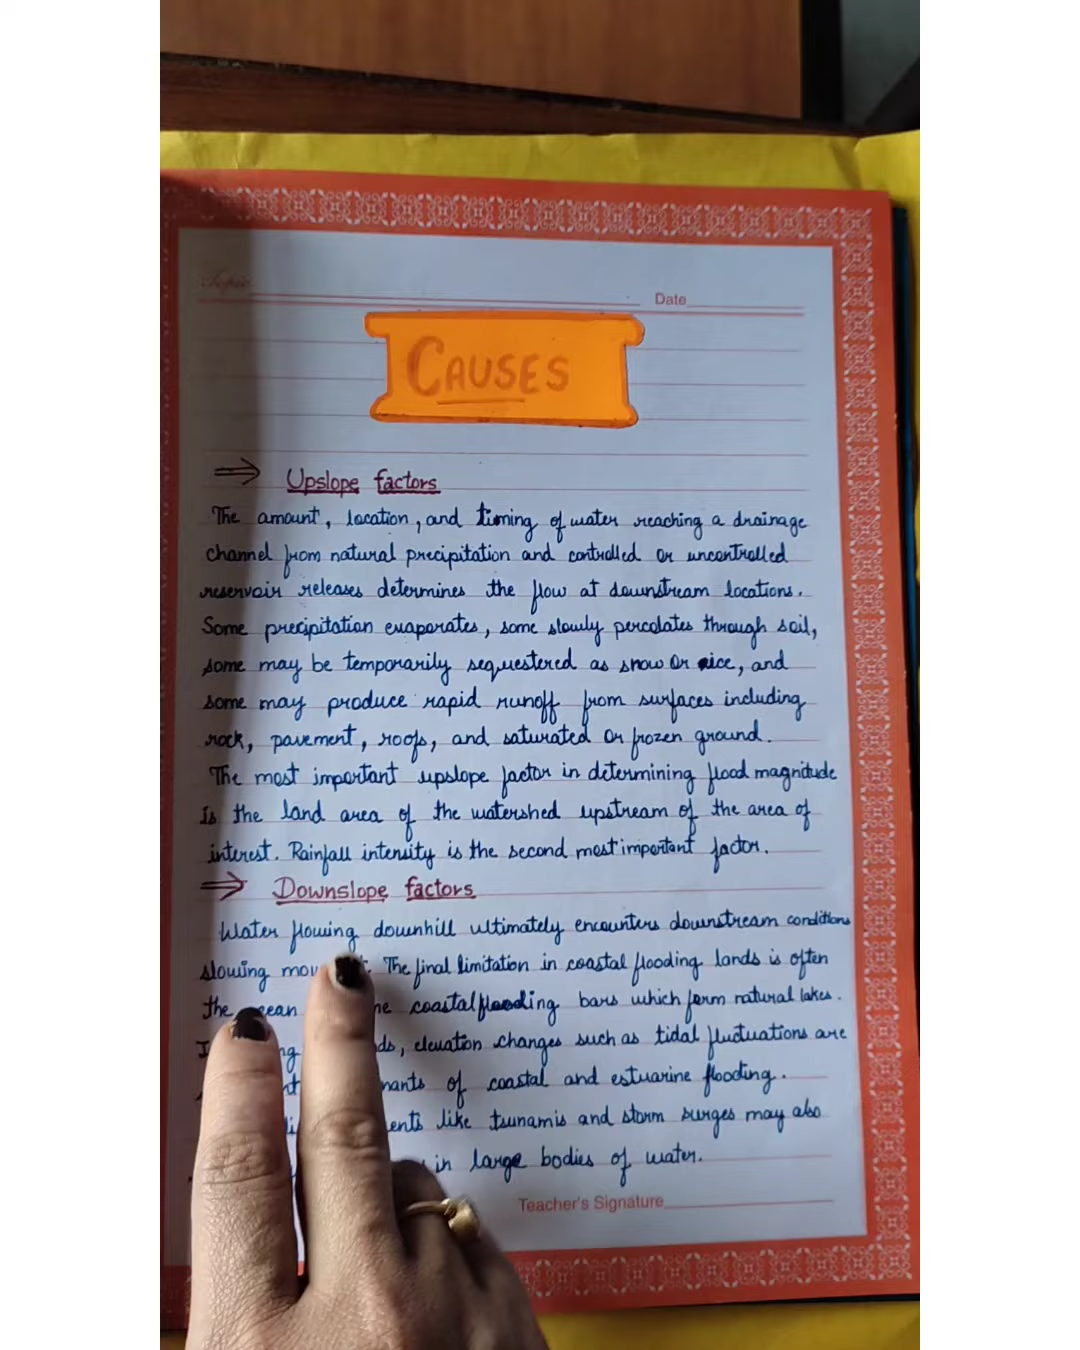 Topic
Date
CAUSES
⇒ Upslope factors
The amount, location, and timing of water reaching a drainage
channel from natural precipitation and controlled or uncontrolled
reservoir releases determines the flow at downstream locations.
Some precipitation evaporates, some slowly percolates through soil,
some may be temporarily sequestered as snow or ice, and
some may produce rapid runoff from surfaces including
rock, pavement, roofs, and saturated or frozen ground.
The most important upslope factor in determining flood magnitude
Is the land area of the watershed upstream of the area of
interest. Rainfall intensity is the second most important factor.
⇒ Downslope factors
Water flowing downhill ultimately encounters downstream conditions
slowing The final limitation in coastal flooding lands is often
the coastal flooding bars which form natural lakes.
elevation changes such as tidal fluctuations are
of coastal and estuarine flooding.
like tsunamis and storm surges may also
in large bodies of water.
Teacher's Signature